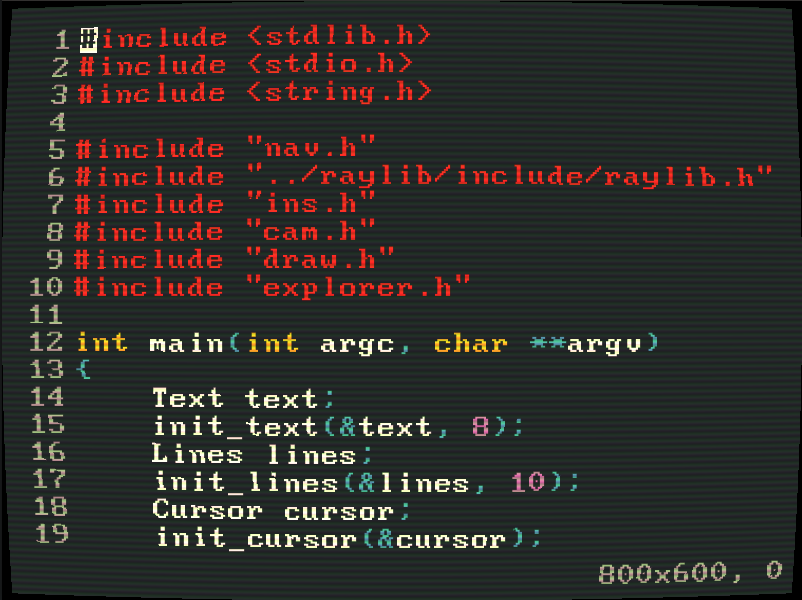 1 #include <stdlib.h>
2 #include <stdio.h>
3 #include <string.h>
4
5 #include "nav.h"
6 #include "../raylib/include/raylib.h"
7 #include "ins.h"
8 #include "cam.h"
9 #include "draw.h"
10 #include "explorer.h"
11
12 int main(int argc, char **argv)
13 {
14     Text text;
15     init_text(&text, 8);
16     Lines lines;
17     init_lines(&lines, 10);
18     Cursor cursor;
19     init_cursor(&cursor);
800x600, 0